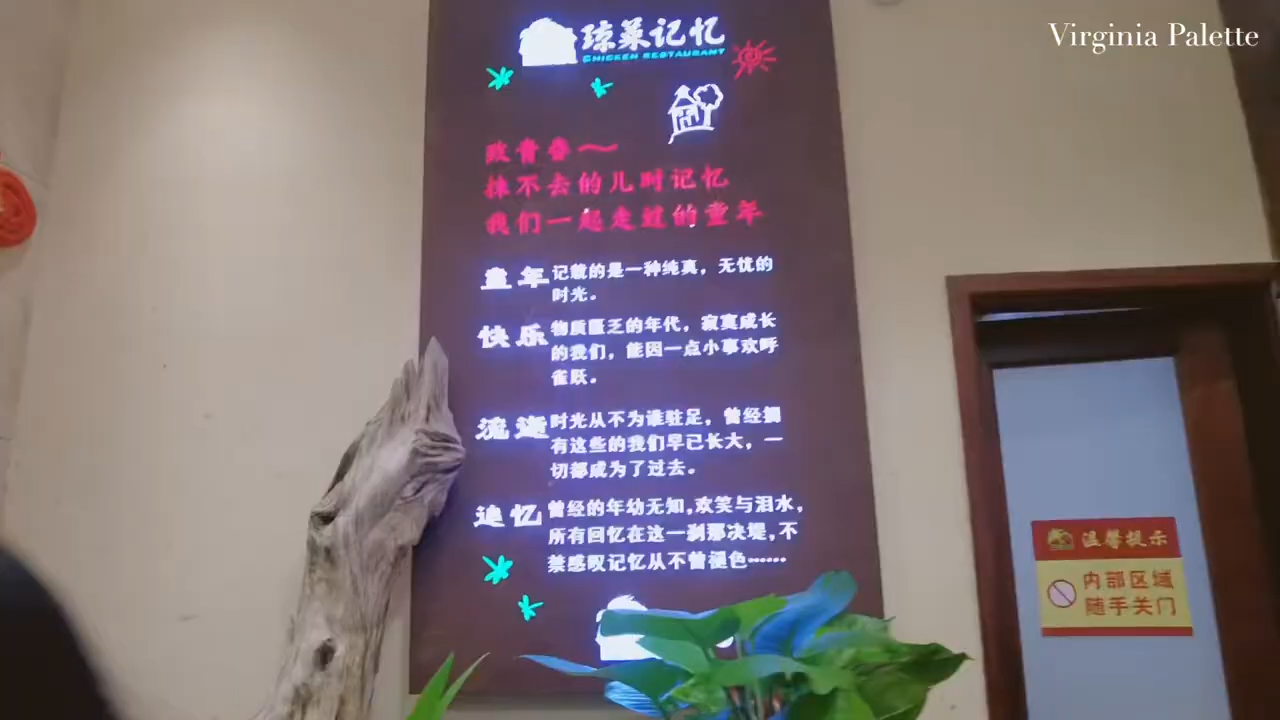 Virginia Palette
琼菜记忆
CHICKEN RESTAURANT
致青春～
抹不去的儿时记忆
我们一起走过的童年
童年 记载的是一种纯真，无忧的
时光。
快乐 物质匮乏的年代，寂寞成长
的我们，能因一点小事欢呼
雀跃。
流逝 时光从不为谁驻足，曾经拥
有这些的我们早已长大，一
切都成为了过去。
追忆 曾经的年幼无知，欢笑与泪水，
所有回忆在这一刹那决堤，不
禁感叹记忆从不曾褪色……
温馨提示
内部区域
随手关门